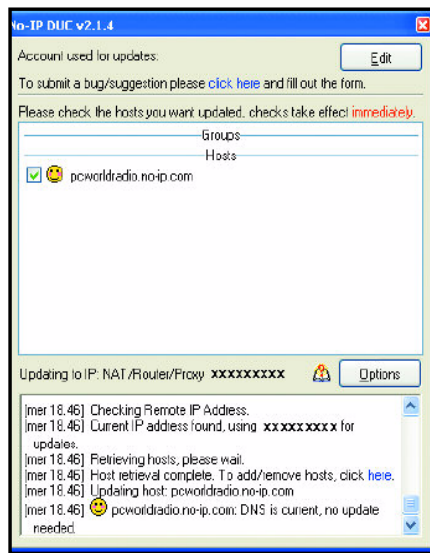 No-IP DUC v2.1.4
Account used for updates:
Edit
To submit a bug/suggestion please click here and fill out the form.
Please check the hosts you want updated, checks take effect immediately.
Groups
Hosts
pcworldradio.no-ip.com
Updating to IP: NAT/Router/Proxy xxxxxxxxx
Options
[mer 18.46] Checking Remote IP Address.
[mer 18.46] Current IP address found, using xxxxxxxxx for
updates.
[mer 18.46] Retrieving hosts, please wait.
[mer 18.46] Host retrieval complete. To add/remove hosts, click here.
[mer 18.46] Updating host: pcworldradio.no-ip.com
[mer 18.46] pcworldradio.no-ip.com: DNS is current, no update
needed.